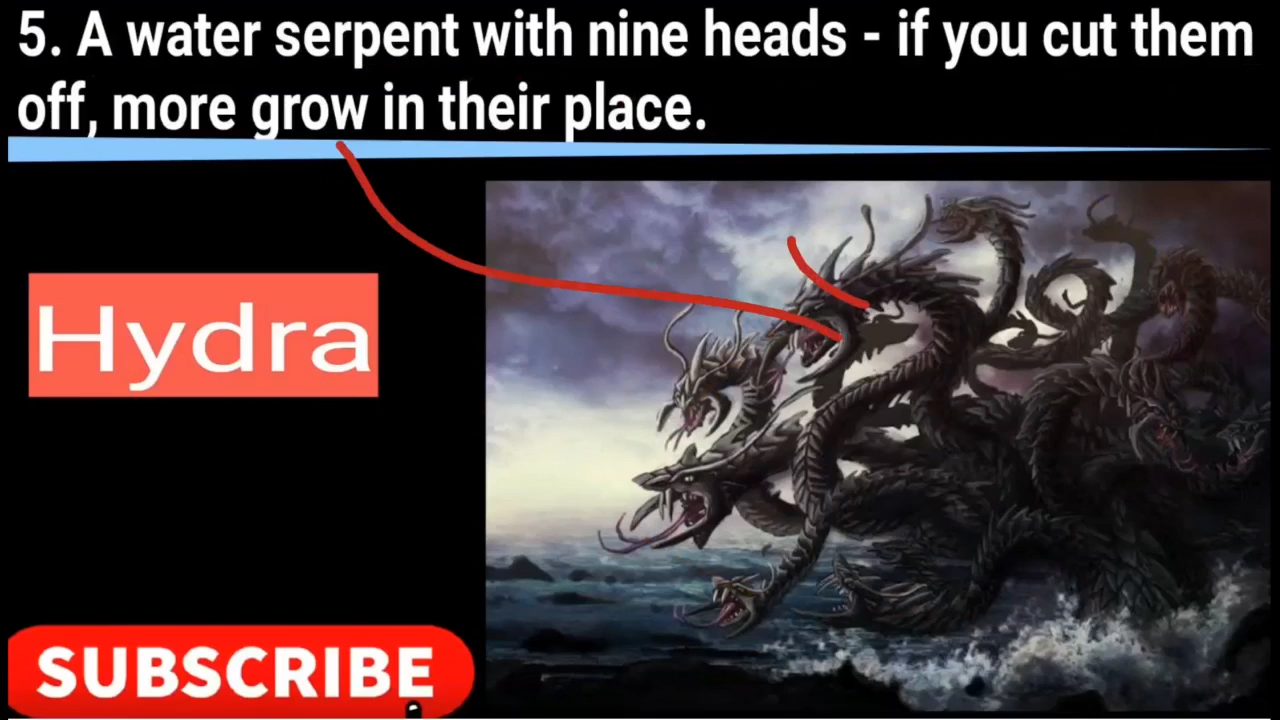 5. A water serpent with nine heads - if you cut them
off, more grow in their place.
Hydra
SUBSCRIBE